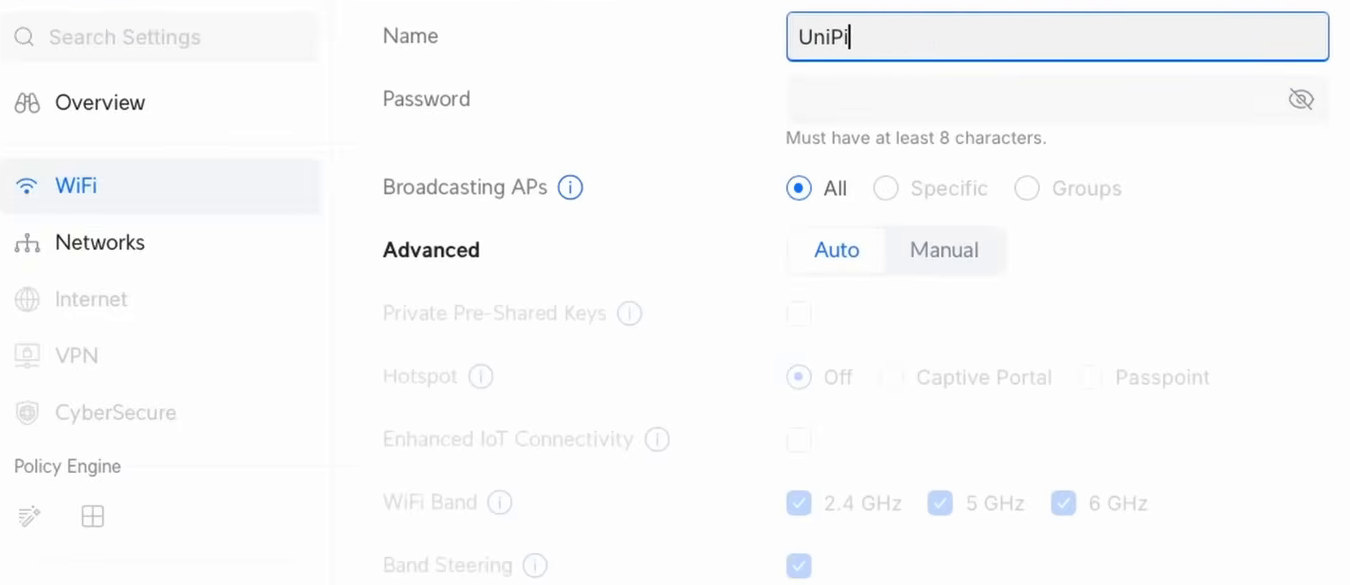 Search Settings
Overview
WiFi
Networks
Internet
VPN
CyberSecure
Policy Engine
Name
UniPi
Password
Must have at least 8 characters.
Broadcasting APs
All Specific Groups
Advanced
Auto Manual
Private Pre-Shared Keys
Hotspot
Off Captive Portal Passpoint
Enhanced IoT Connectivity
WiFi Band
2.4 GHz 5 GHz 6 GHz
Band Steering